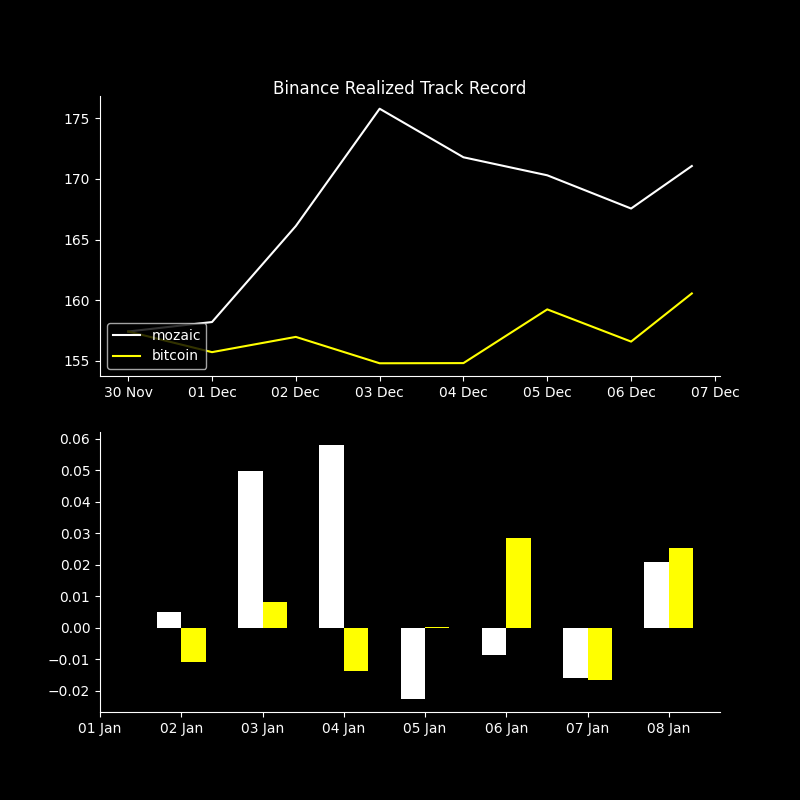 Binance Realized Track Record
175
170
165
160
155
mozaic
bitcoin
30 Nov 01 Dec 02 Dec 03 Dec 04 Dec 05 Dec 06 Dec 07 Dec
0.06
0.05
0.04
0.03
0.02
0.01
0.00
−0.01
−0.02
01 Jan 02 Jan 03 Jan 04 Jan 05 Jan 06 Jan 07 Jan 08 Jan